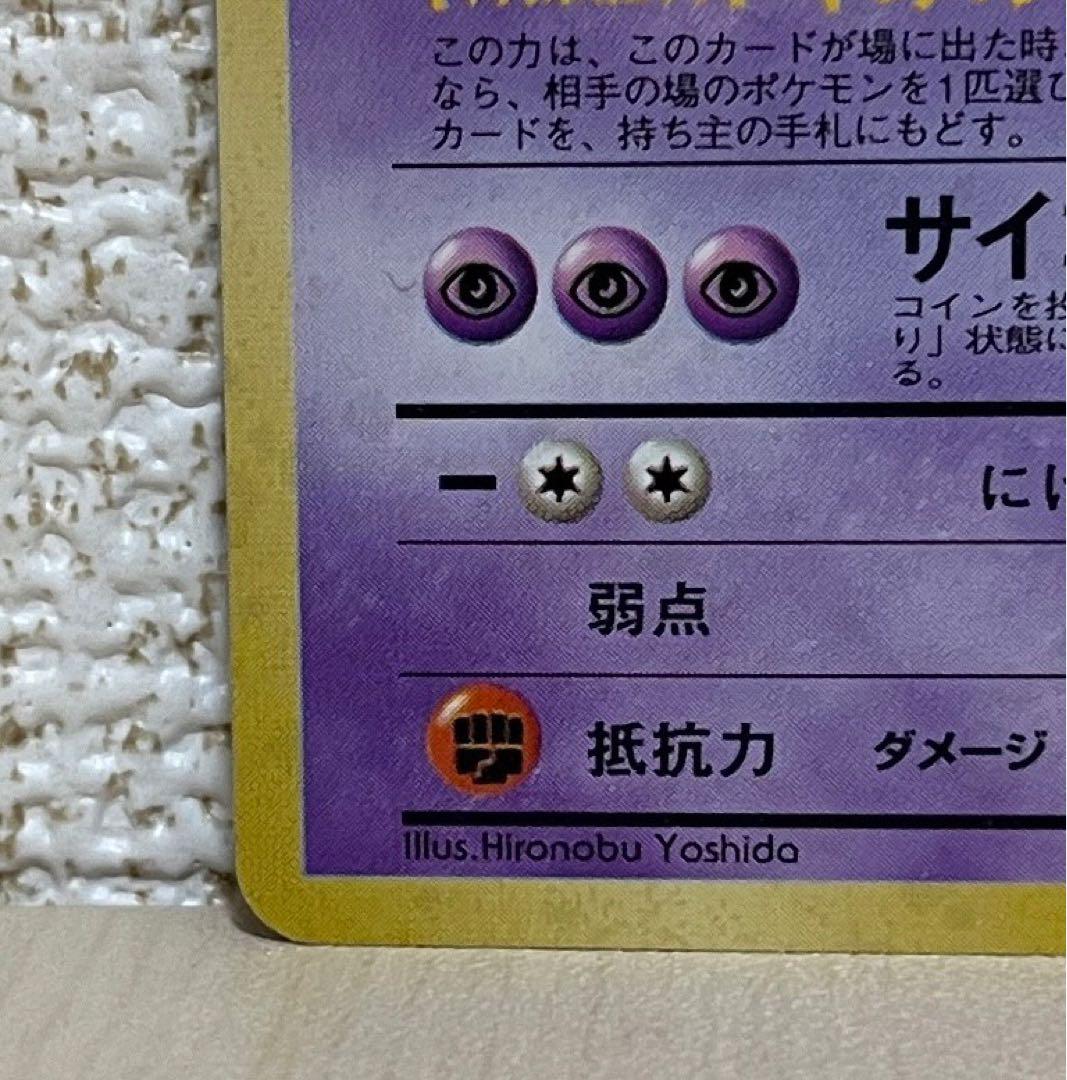 この力は、このカードが場に出た時
なら、相手の場のポケモンを1匹選び
カードを、持ち主の手札にもどす。
サイ
コインを投
り」状態に
る。
にげ
弱点
抵抗力 ダメージ
Illus.Hironobu Yoshida